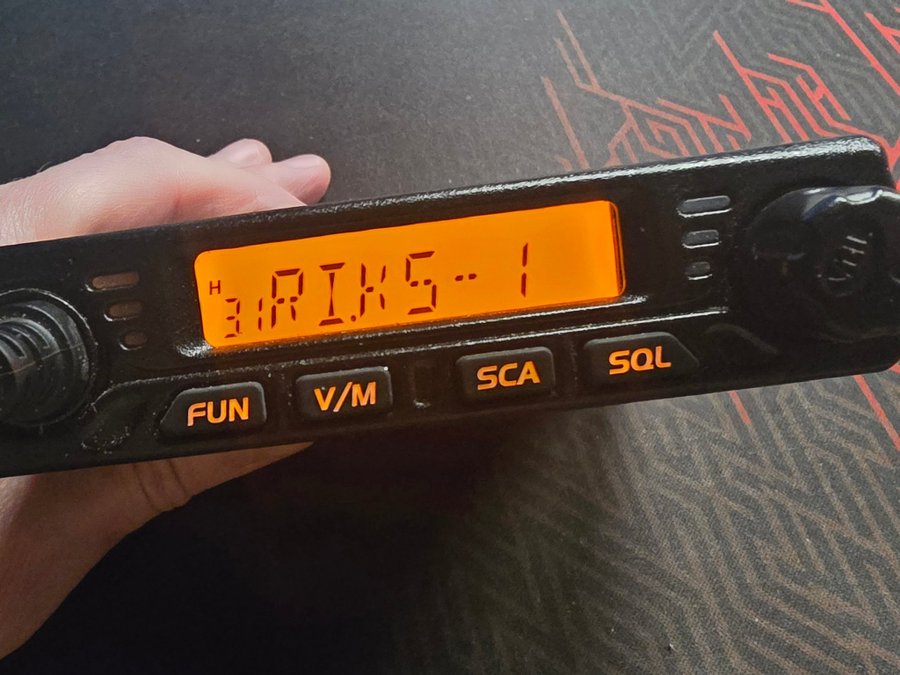 H
31 RIKS-1
FUN V/M SCA SQL